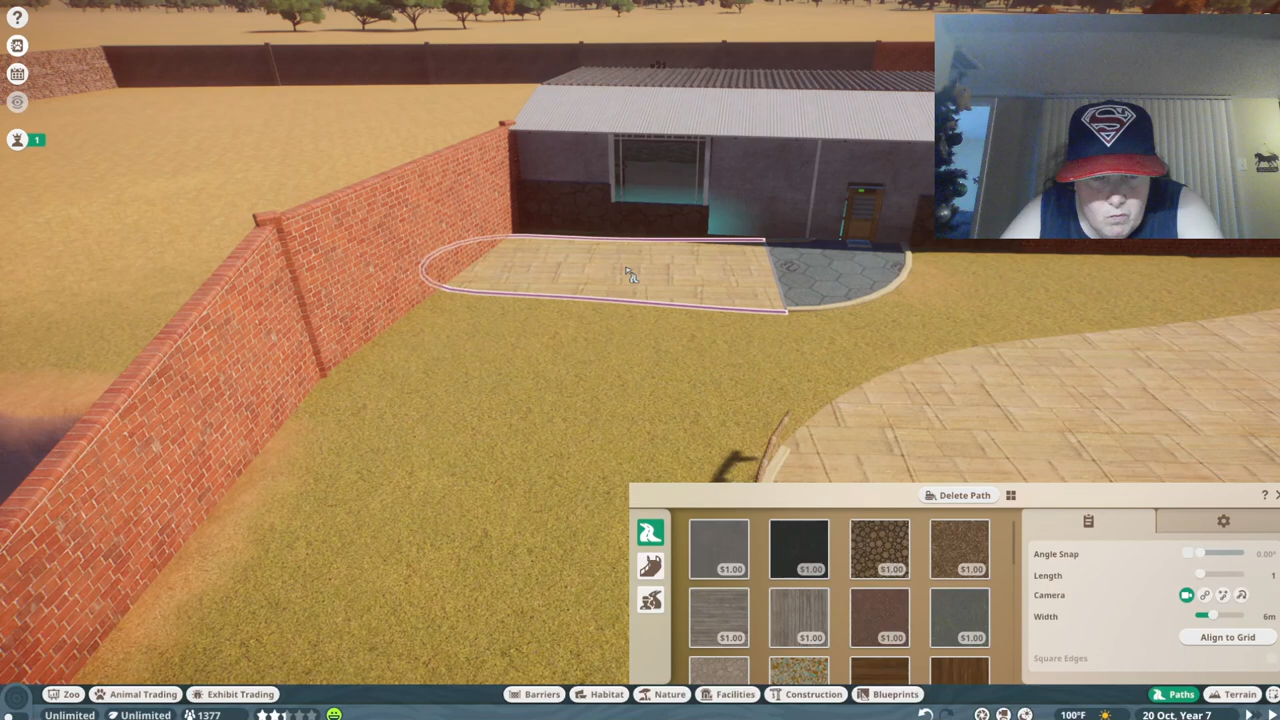 ?
1
Delete Path
?
$1.00 $1.00 $1.00 $1.00
$1.00 $1.00 $1.00 $1.00
Angle Snap 0.00°
Length 1
Camera
Width 6m
Align to Grid
Square Edges
Zoo Animal Trading Exhibit Trading Barriers Habitat Nature Facilities Construction Blueprints Paths Terrain
Unlimited Unlimited 1377 100°F 20 Oct, Year 7